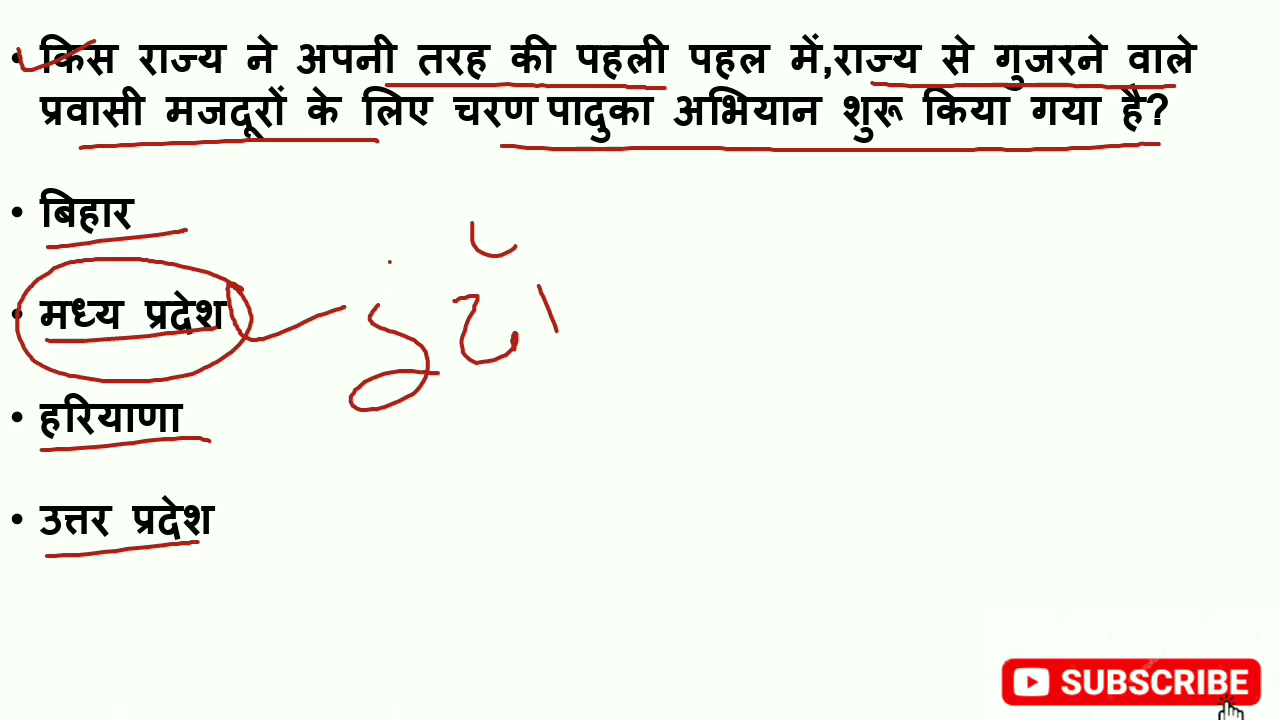 • किस राज्य ने अपनी तरह की पहली पहल में,राज्य से गुजरने वाले
प्रवासी मजदूरों के लिए चरण पादुका अभियान शुरू किया गया है?
• बिहार
• मध्य प्रदेश
• हरियाणा
• उत्तर प्रदेश
SUBSCRIBE